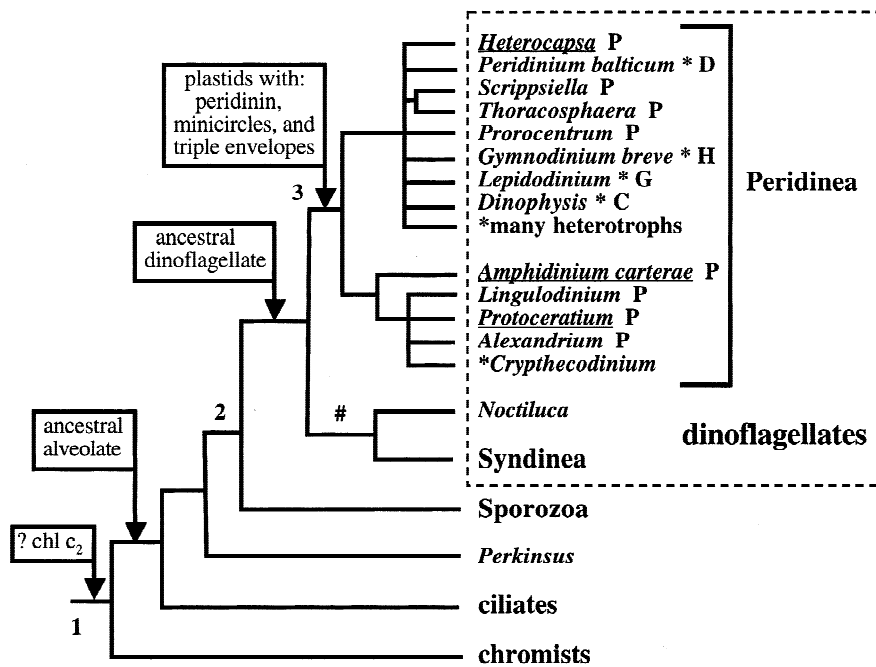 Heterocapsa P
Peridinium balticum * D
Scrippsiella P
Thoracosphaera P
Prorocentrum P
Gymnodinium breve * H
Lepidodinium * G
Dinophysis * C
*many heterotrophs
Peridinea
Amphidinium carterae P
Lingulodinium P
Protoceratium P
Alexandrium P
*Crypthecodinium
Noctiluca
dinoflagellates
Syndinea
Sporozoa
Perkinsus
ciliates
chromists
plastids with:
peridinin,
minicircles, and
triple envelopes
3
ancestral
dinoflagellate
#
2
ancestral
alveolate
? chl c₂
1